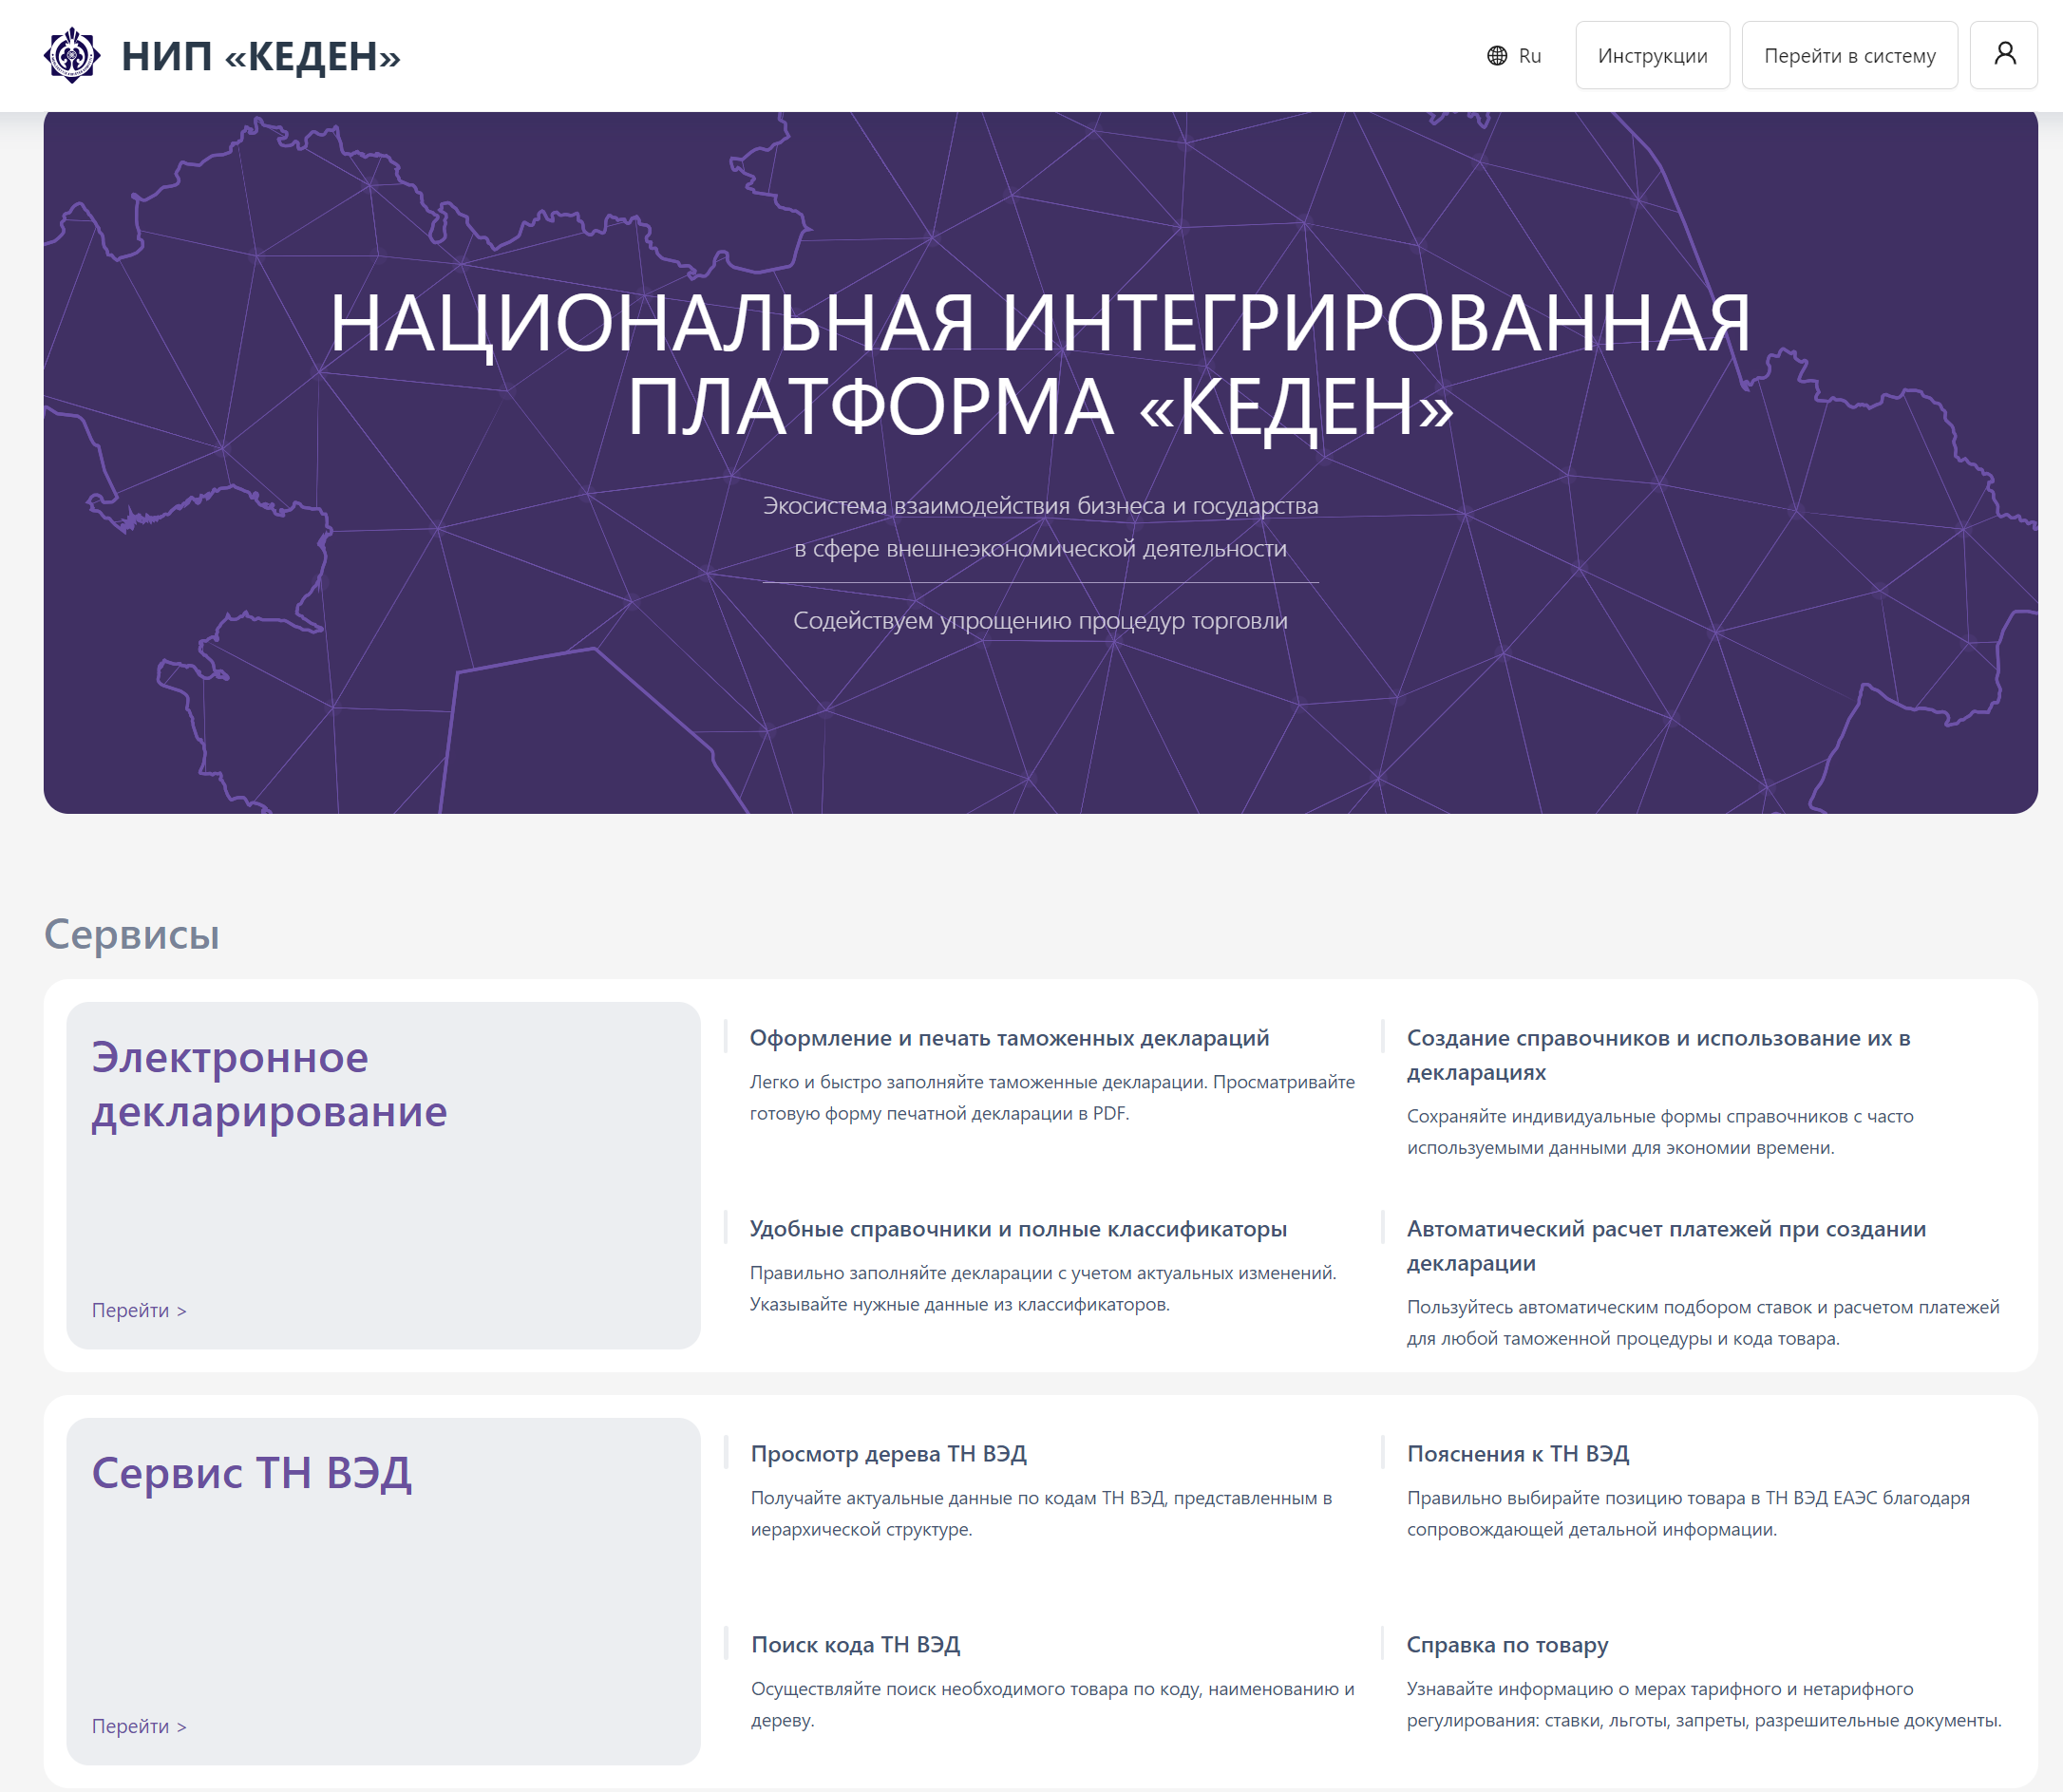 НИП «КЕДЕН»
Ru
Инструкции
Перейти в систему
НАЦИОНАЛЬНАЯ ИНТЕГРИРОВАННАЯ
ПЛАТФОРМА «КЕДЕН»
Экосистема взаимодействия бизнеса и государства
в сфере внешнеэкономической деятельности
Содействуем упрощению процедур торговли
Сервисы
Электронное
декларирование
Перейти >
Оформление и печать таможенных деклараций
Легко и быстро заполняйте таможенные декларации. Просматривайте
готовую форму печатной декларации в PDF.
Создание справочников и использование их в
декларациях
Сохраняйте индивидуальные формы справочников с часто
используемыми данными для экономии времени.
Удобные справочники и полные классификаторы
Правильно заполняйте декларации с учетом актуальных изменений.
Указывайте нужные данные из классификаторов.
Автоматический расчет платежей при создании
декларации
Пользуйтесь автоматическим подбором ставок и расчетом платежей
для любой таможенной процедуры и кода товара.
Сервис ТН ВЭД
Перейти >
Просмотр дерева ТН ВЭД
Получайте актуальные данные по кодам ТН ВЭД, представленным в
иерархической структуре.
Пояснения к ТН ВЭД
Правильно выбирайте позицию товара в ТН ВЭД ЕАЭС благодаря
сопровождающей детальной информации.
Поиск кода ТН ВЭД
Осуществляйте поиск необходимого товара по коду, наименованию и
дереву.
Справка по товару
Узнавайте информацию о мерах тарифного и нетарифного
регулирования: ставки, льготы, запреты, разрешительные документы.